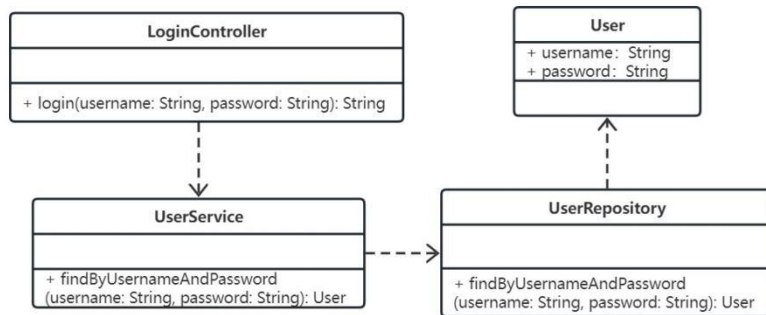 LoginController
+ login(username: String, password: String): String
User
+ username: String
+ password: String
UserService
+ findByUsernameAndPassword
(username: String, password: String): User
UserRepository
+ findByUsernameAndPassword
(username: String, password: String): User